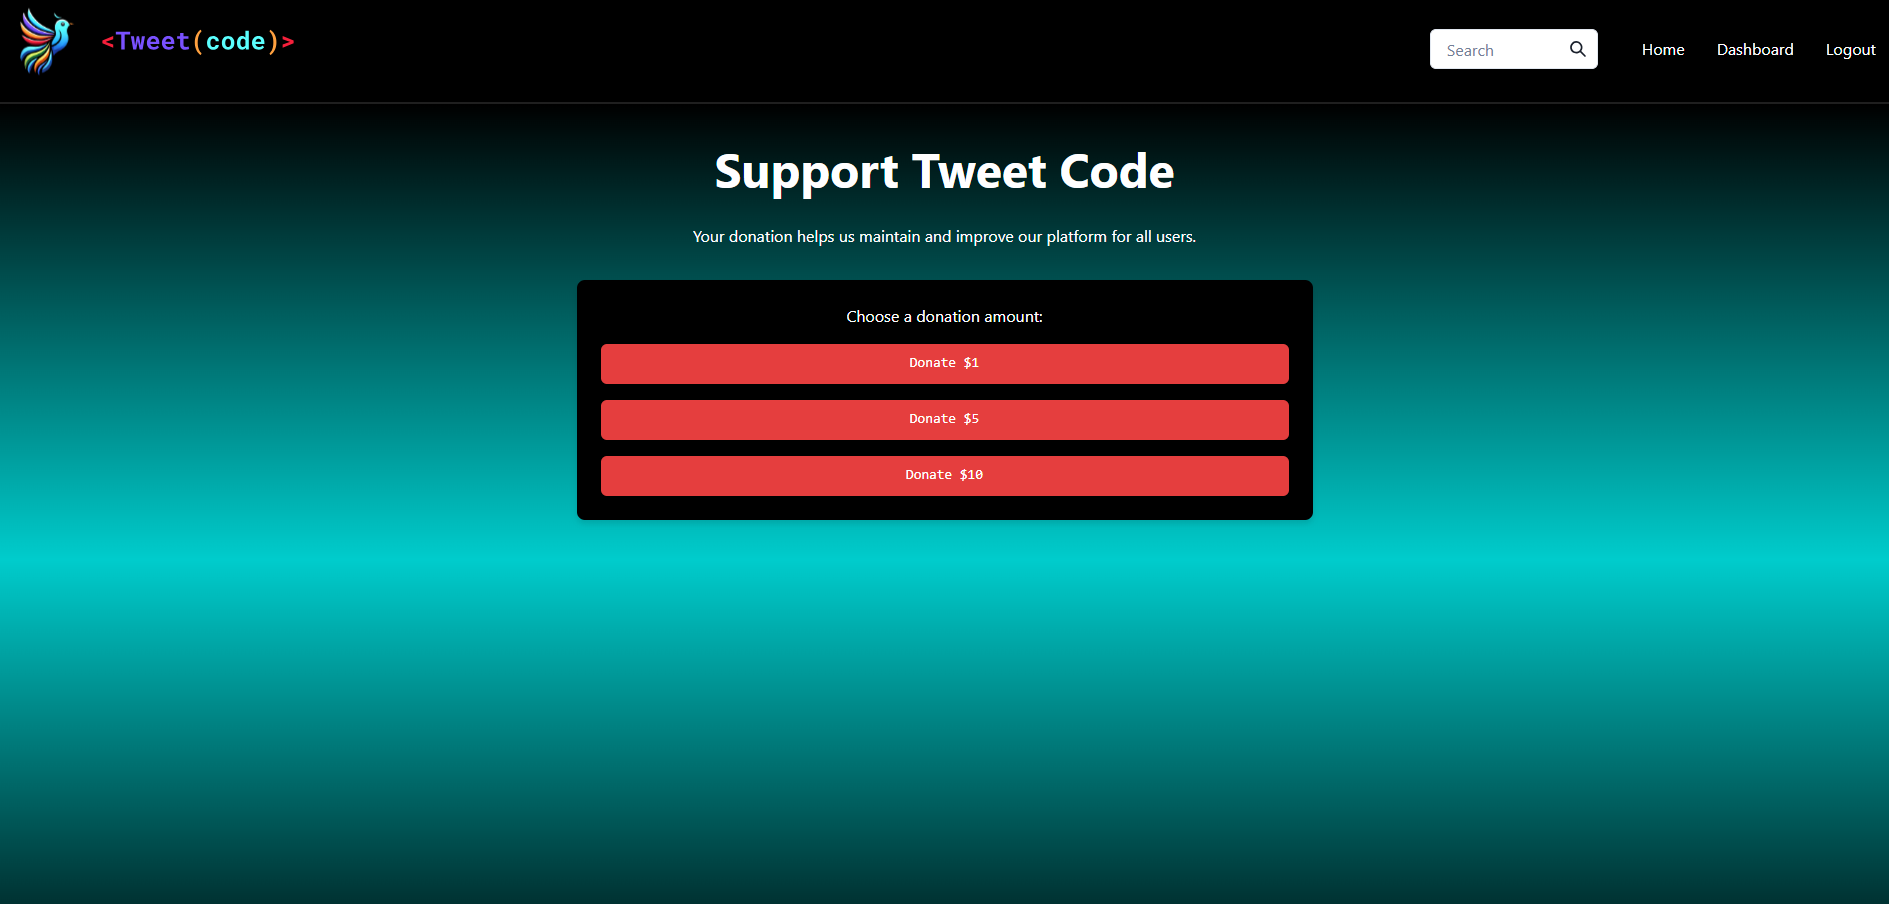 <Tweet(code)>
Search
Home
Dashboard
Logout
Support Tweet Code
Your donation helps us maintain and improve our platform for all users.
Choose a donation amount:
Donate $1
Donate $5
Donate $10